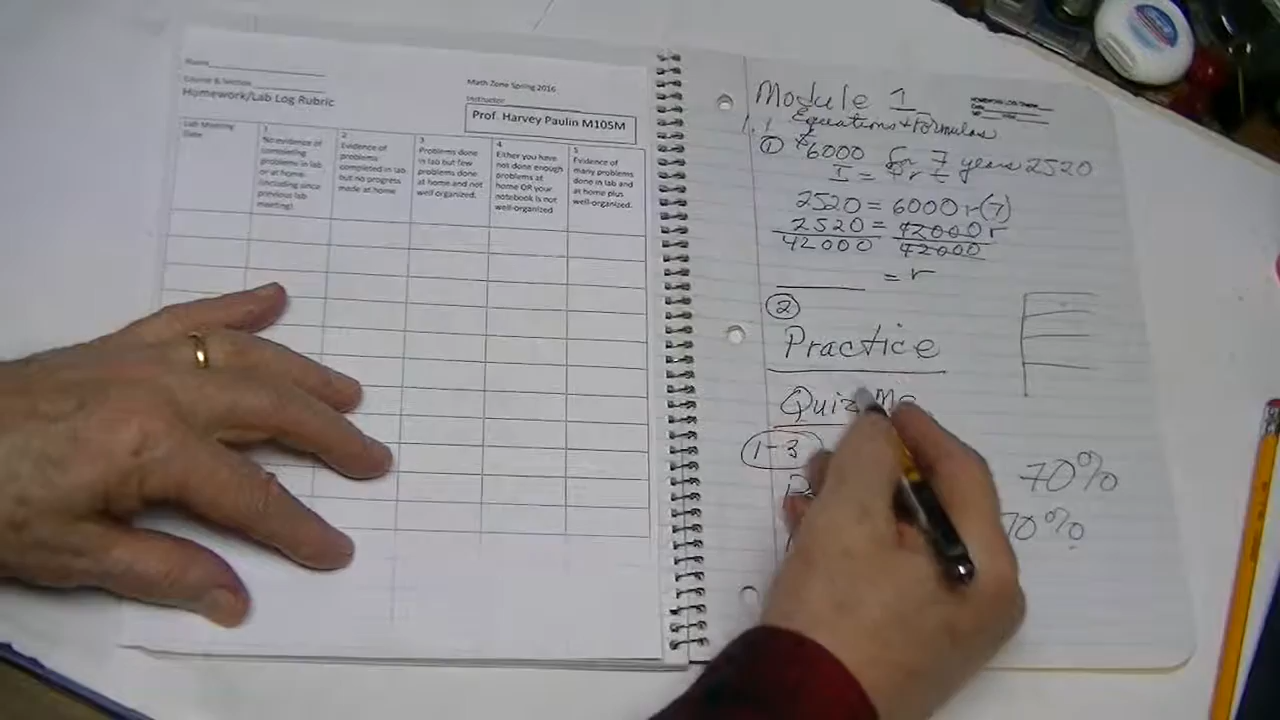 Name
Course & Section
Homework/Lab Log Rubric
Math Zone Spring 2016
Instructor
Prof. Harvey Paulin M105M
Lab Meeting
Date
1
No evidence of
completing
problems in lab
or at home
(including since
previous lab
meeting)
2
Evidence of
problems
completed in lab
but no progress
made at home
3
Problems done
in lab but few
problems done
at home and not
well organized.
4
Either you have
not done enough
problems at
home OR your
notebook is not
well-organized
5
Evidence of
many problems
done in lab and
at home plus
well-organized.
Module 1
1.1 Equations + Formulas
① $6000 for 7 years 2520
I = Prt
2520 = 6000r(7)
2520 = 42000r
42000 42000
= r
②
Practice
Quiz Me
1-3
70%
70%